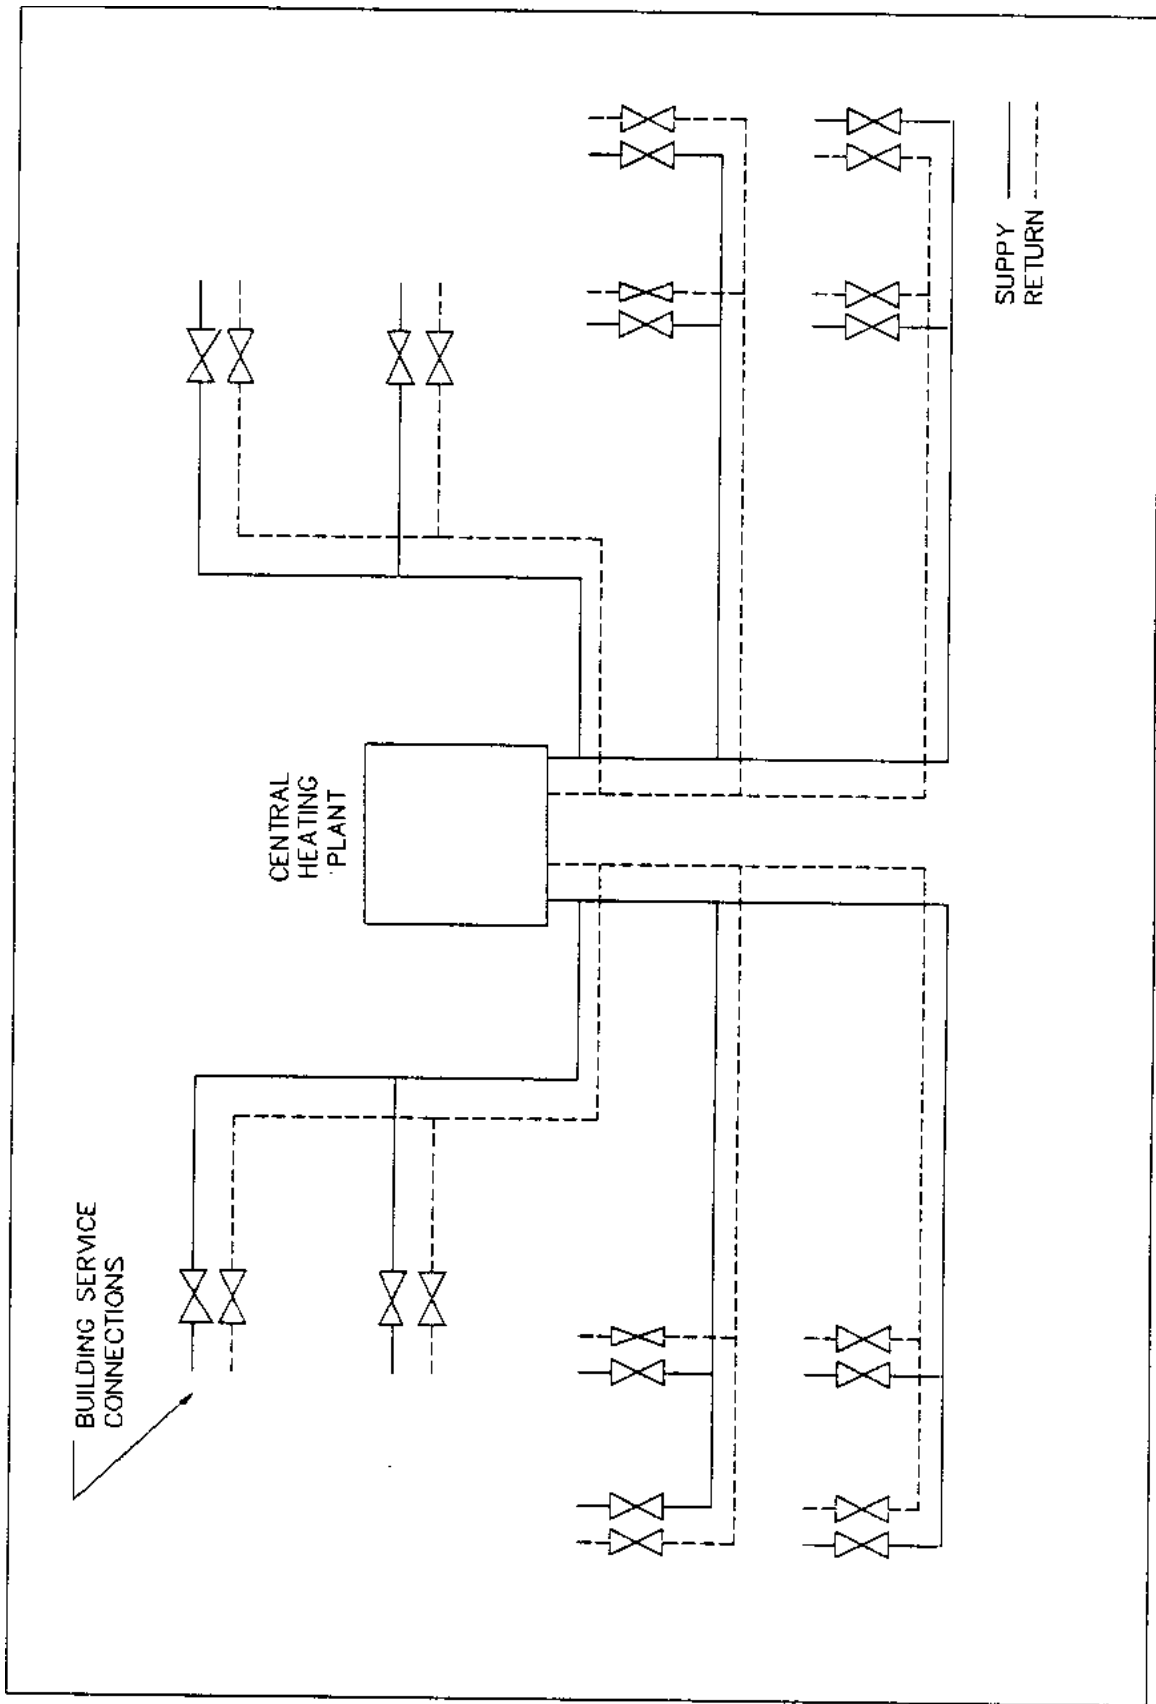 BUILDING SERVICE
CONNECTIONS
CENTRAL
HEATING
PLANT
SUPPY
RETURN